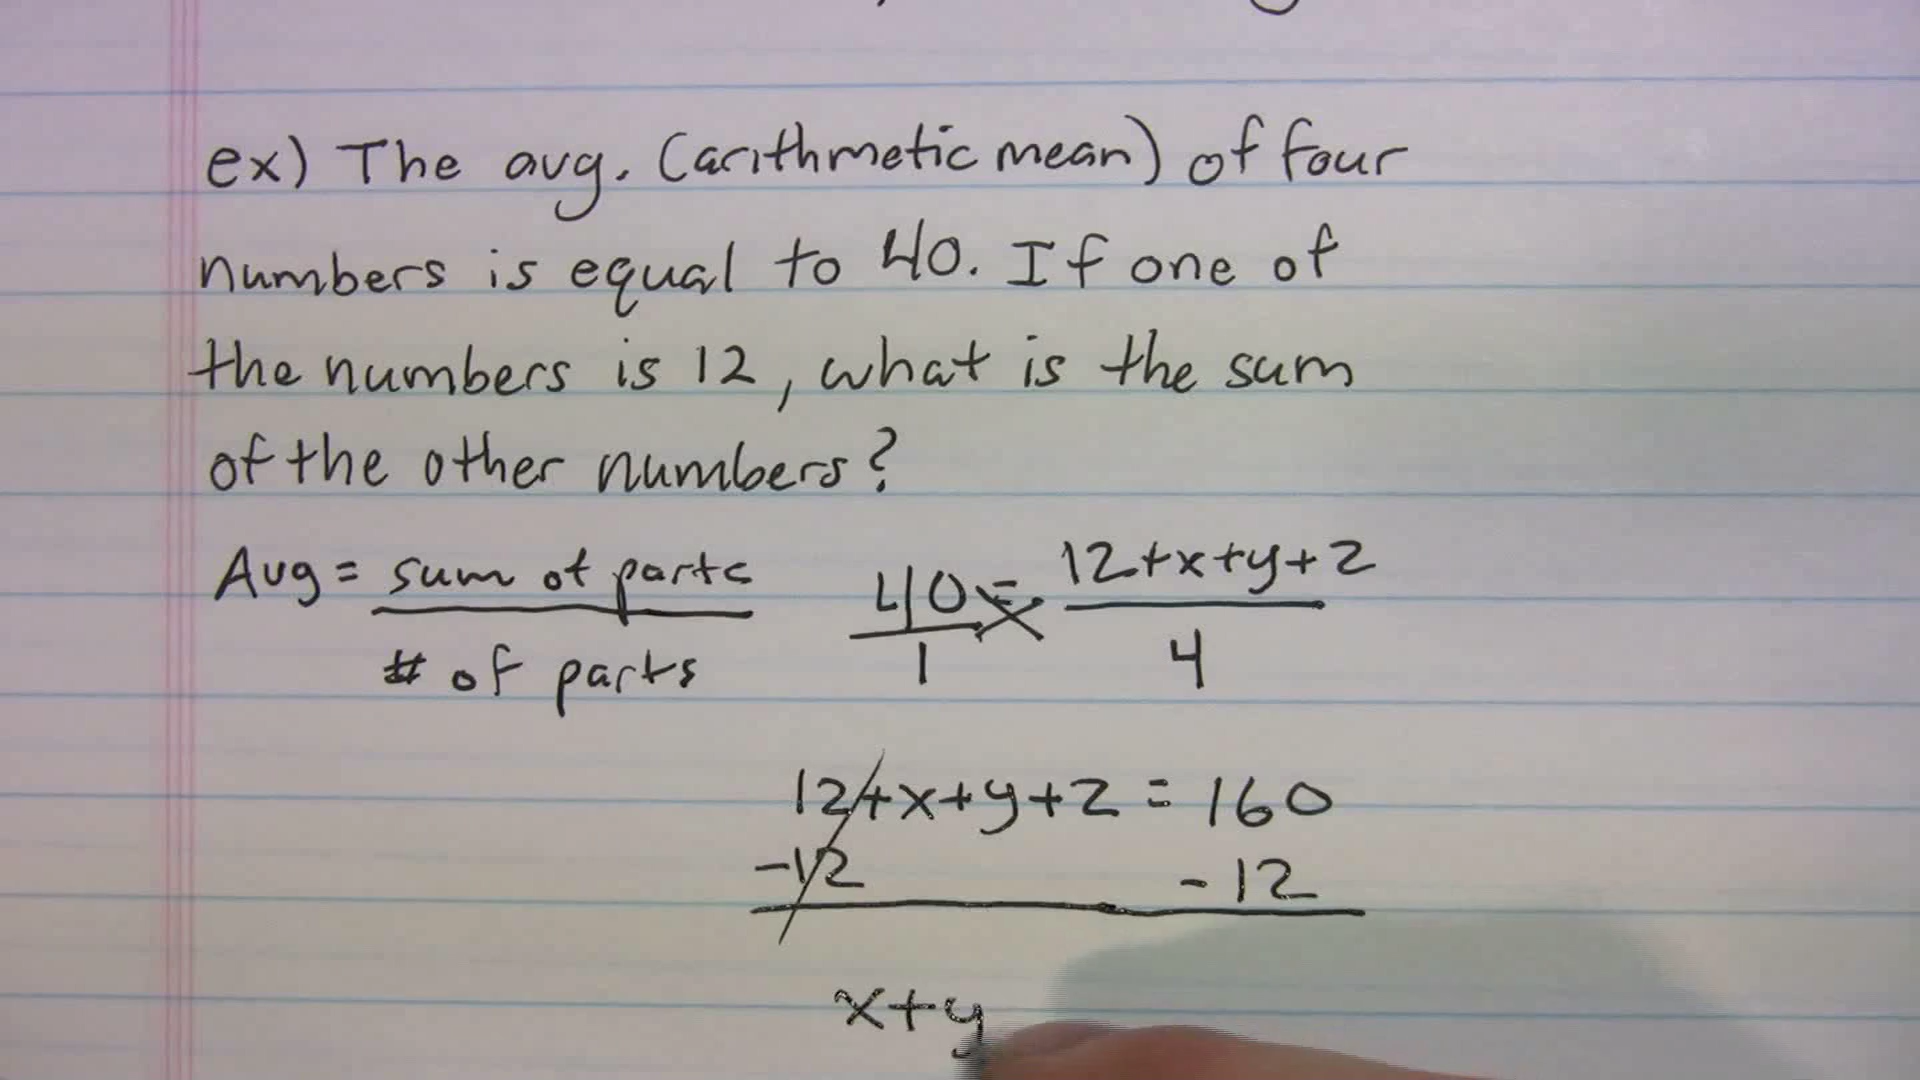 ex) The avg. (arithmetic mean) of four
numbers is equal to 40. If one of
the numbers is 12, what is the sum
of the other numbers?
Avg = sum of parts
# of parts
40 = 12+x+y+z
1 4
12+x+y+z = 160
-12 -12
x+y